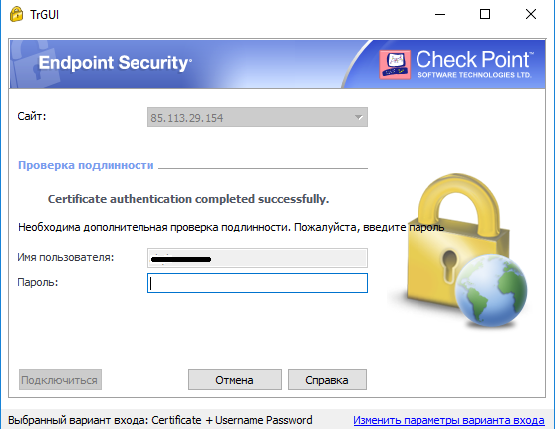 TrGUI
Endpoint Security
Check Point
SOFTWARE TECHNOLOGIES LTD.
Сайт:
85.113.29.154
Проверка подлинности
Certificate authentication completed successfully.
Необходима дополнительная проверка подлинности. Пожалуйста, введите пароль
Имя пользователя:
Пароль:
Подключиться
Отмена
Справка
Выбранный вариант входа: Certificate + Username Password
Изменить параметры варианта входа